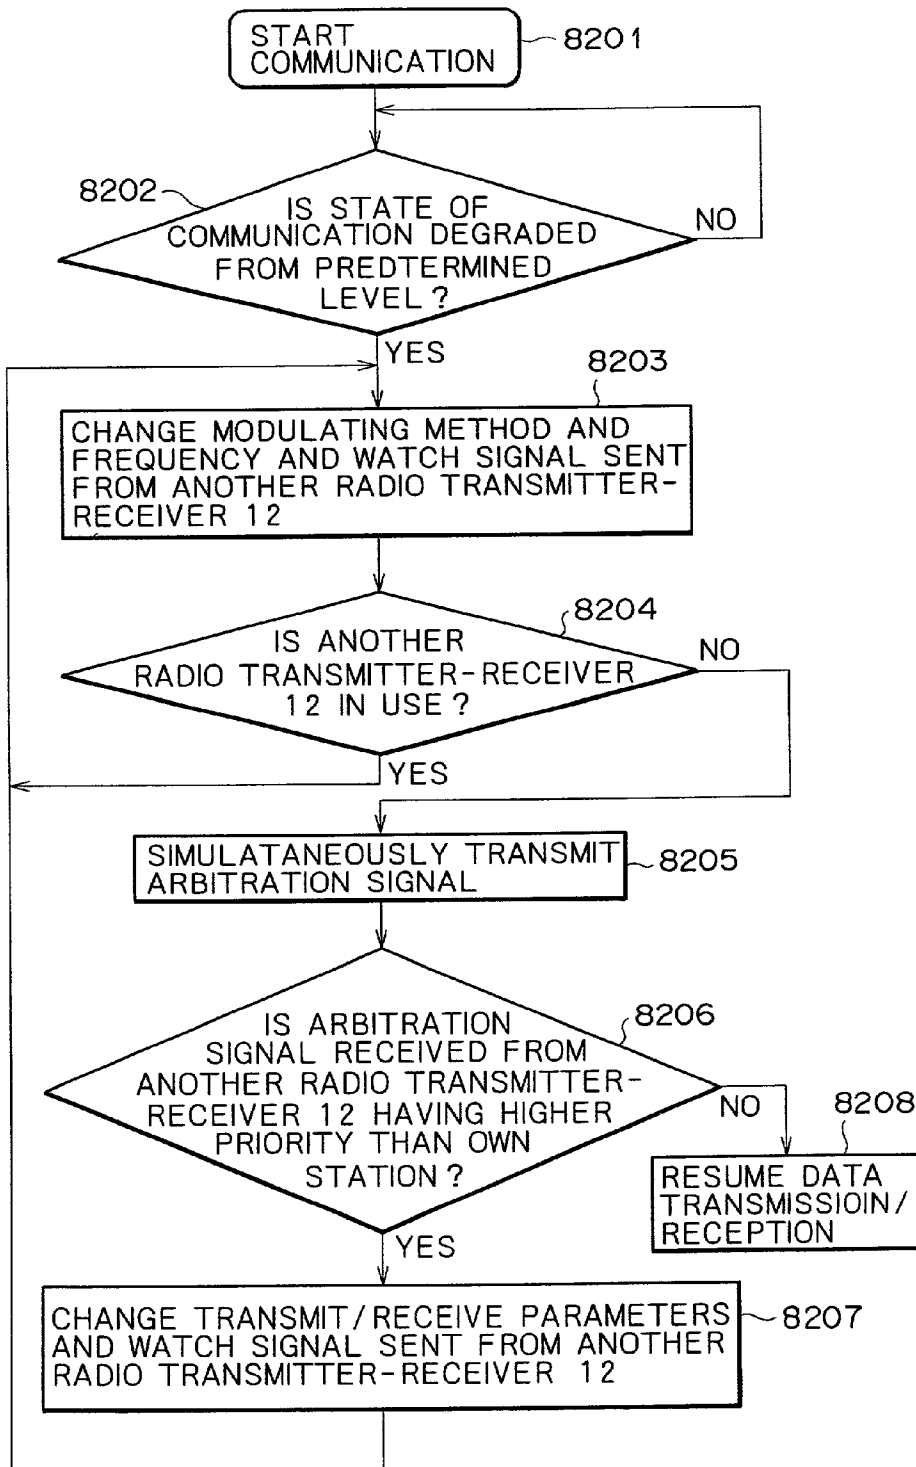 START
COMMUNICATION
8201
8202
IS STATE OF
COMMUNICATION DEGRADED
FROM PREDTERMINED
LEVEL ?
NO
YES
8203
CHANGE MODULATING METHOD AND
FREQUENCY AND WATCH SIGNAL SENT
FROM ANOTHER RADIO TRANSMITTER-
RECEIVER 12
8204
IS ANOTHER
RADIO TRANSMITTER-RECEIVER
12 IN USE ?
NO
YES
SIMULATANEOUSLY TRANSMIT
ARBITRATION SIGNAL
8205
8206
IS ARBITRATION
SIGNAL RECEIVED FROM
ANOTHER RADIO TRANSMITTER-
RECEIVER 12 HAVING HIGHER
PRIORITY THAN OWN
STATION ?
NO
8208
RESUME DATA
TRANSMISSIOIN/
RECEPTION
YES
CHANGE TRANSMIT/RECEIVE PARAMETERS
AND WATCH SIGNAL SENT FROM ANOTHER
RADIO TRANSMITTER-RECEIVER 12
8207